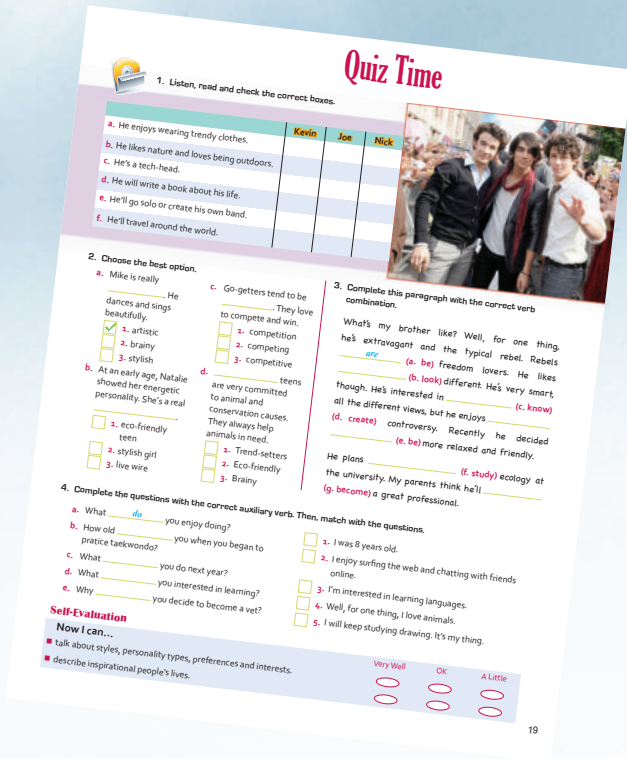 Quiz Time
1. Listen, read and check the correct boxes.
Kevin Joe Nick
a. He enjoys wearing trendy clothes.
b. He likes nature and loves being outdoors.
c. He's a tech-head.
d. He will write a book about his life.
e. He'll go solo or create his own band.
f. He'll travel around the world.
2. Choose the best option.
a. Mike is really
__________. He
dances and sings
beautifully.
1. artistic
2. brainy
3. stylish
b. At an early age, Natalie
showed her energetic
personality. She's a real
__________.
1. eco-friendly
teen
2. stylish girl
3. live wire
c. Go-getters tend to be
__________. They love
to compete and win.
1. competition
2. competing
3. competitive
d. __________ teens
are very committed
to animal and
conservation causes.
They always help
animals in need.
1. Trend-setters
2. Eco-friendly
3. Brainy
3. Complete this paragraph with the correct verb
combination.
What's my brother like? Well, for one thing,
he's extravagant and the typical rebel. Rebels
are (a. be) freedom lovers. He likes
__________ (b. look) different. He's very smart,
though. He's interested in __________ (c. know)
all the different views, but he enjoys __________
(d. create) controversy. Recently he decided
__________ (e. be) more relaxed and friendly.
He plans __________ (f. study) ecology at
the university. My parents think he'll __________
(g. become) a great professional.
4. Complete the questions with the correct auxiliary verb. Then, match with the questions.
a. What do you enjoy doing?
b. How old __________ you when you began to
pratice taekwondo?
c. What __________ you do next year?
d. What __________ you interested in learning?
e. Why __________ you decide to become a vet?
1. I was 8 years old.
2. I enjoy surfing the web and chatting with friends
online.
3. I'm interested in learning languages.
4. Well, for one thing, I love animals.
5. I will keep studying drawing. It's my thing.
Self-Evaluation
Now I can...
Very Well OK A Little
talk about styles, personality types, preferences and interests.
describe inspirational people's lives.
19